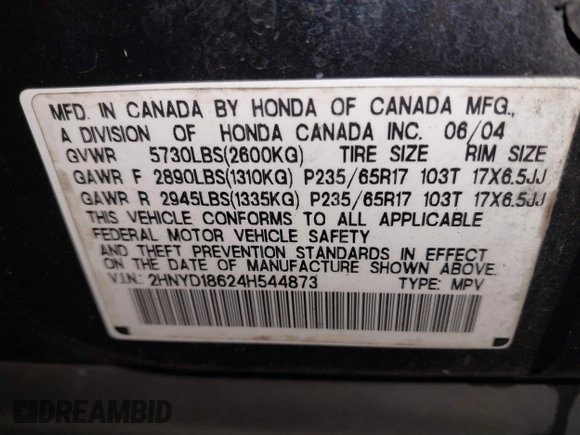 MFD. IN CANADA BY HONDA OF CANADA MFG.,
A DIVISION OF HONDA CANADA INC. 06/04
GVWR 5730LBS(2600KG) TIRE SIZE RIM SIZE
GAWR F 2890LBS(1310KG) P235/65R17 103T 17X6.5JJ
GAWR R 2945LBS(1335KG) P235/65R17 103T 17X6.5JJ
THIS VEHICLE CONFORMS TO ALL APPLICABLE
FEDERAL MOTOR VEHICLE SAFETY
AND THEFT PREVENTION STANDARDS IN EFFECT
ON THE DATE OF MANUFACTURE SHOWN ABOVE.
V.I.N.: 2HNYD18624H544873 TYPE: MPV
DREAMBID